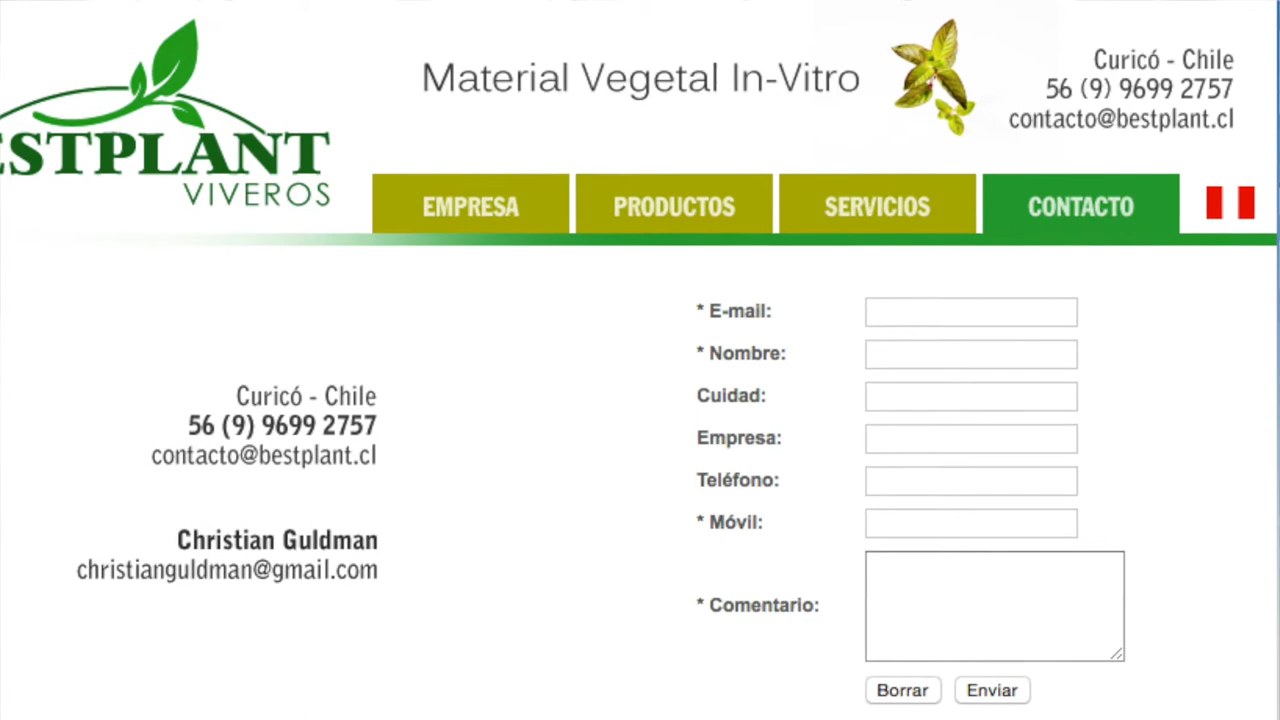 ESTPLANT
VIVEROS
Material Vegetal In-Vitro
Curicó - Chile
56 (9) 9699 2757
contacto@bestplant.cl
EMPRESA
PRODUCTOS
SERVICIOS
CONTACTO
Curicó - Chile
56 (9) 9699 2757
contacto@bestplant.cl
Christian Guldman
christianguldman@gmail.com
* E-mail:
* Nombre:
Cuidad:
Empresa:
Teléfono:
* Móvil:
* Comentario:
Borrar
Enviar